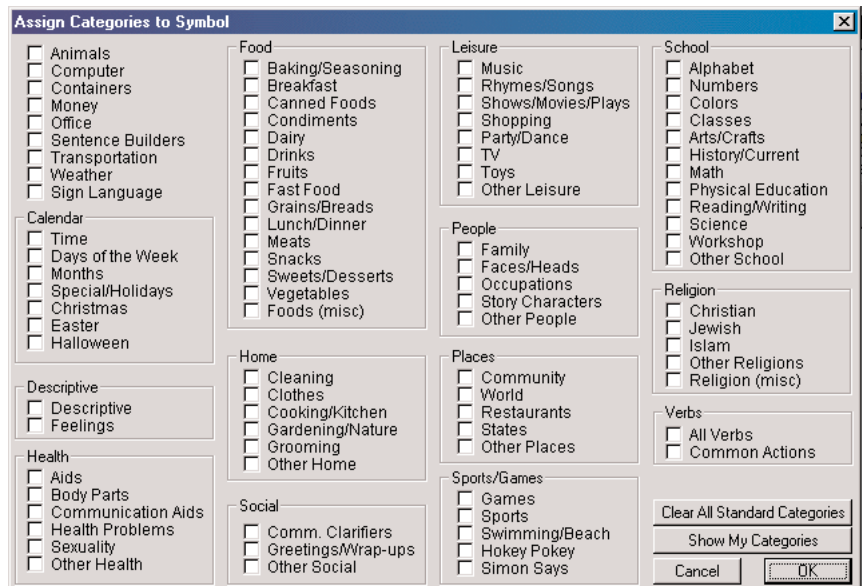 Assign Categories to Symbol
Animals
Computer
Containers
Money
Office
Sentence Builders
Transportation
Weather
Sign Language
Calendar
Time
Days of the Week
Months
Special/Holidays
Christmas
Easter
Halloween
Descriptive
Descriptive
Feelings
Health
Aids
Body Parts
Communication Aids
Health Problems
Sexuality
Other Health
Food
Baking/Seasoning
Breakfast
Canned Foods
Condiments
Dairy
Drinks
Fruits
Fast Food
Grains/Breads
Lunch/Dinner
Meats
Snacks
Sweets/Desserts
Vegetables
Foods (misc)
Home
Cleaning
Clothes
Cooking/Kitchen
Gardening/Nature
Grooming
Other Home
Social
Comm. Clarifiers
Greetings/Wrap-ups
Other Social
Leisure
Music
Rhymes/Songs
Shows/Movies/Plays
Shopping
Party/Dance
TV
Toys
Other Leisure
People
Family
Faces/Heads
Occupations
Story Characters
Other People
Places
Community
World
Restaurants
States
Other Places
Sports/Games
Games
Sports
Swimming/Beach
Hokey Pokey
Simon Says
School
Alphabet
Numbers
Colors
Classes
Arts/Crafts
History/Current
Math
Physical Education
Reading/Writing
Science
Workshop
Other School
Religion
Christian
Jewish
Islam
Other Religions
Religion (misc)
Verbs
All Verbs
Common Actions
Clear All Standard Categories
Show My Categories
Cancel
OK